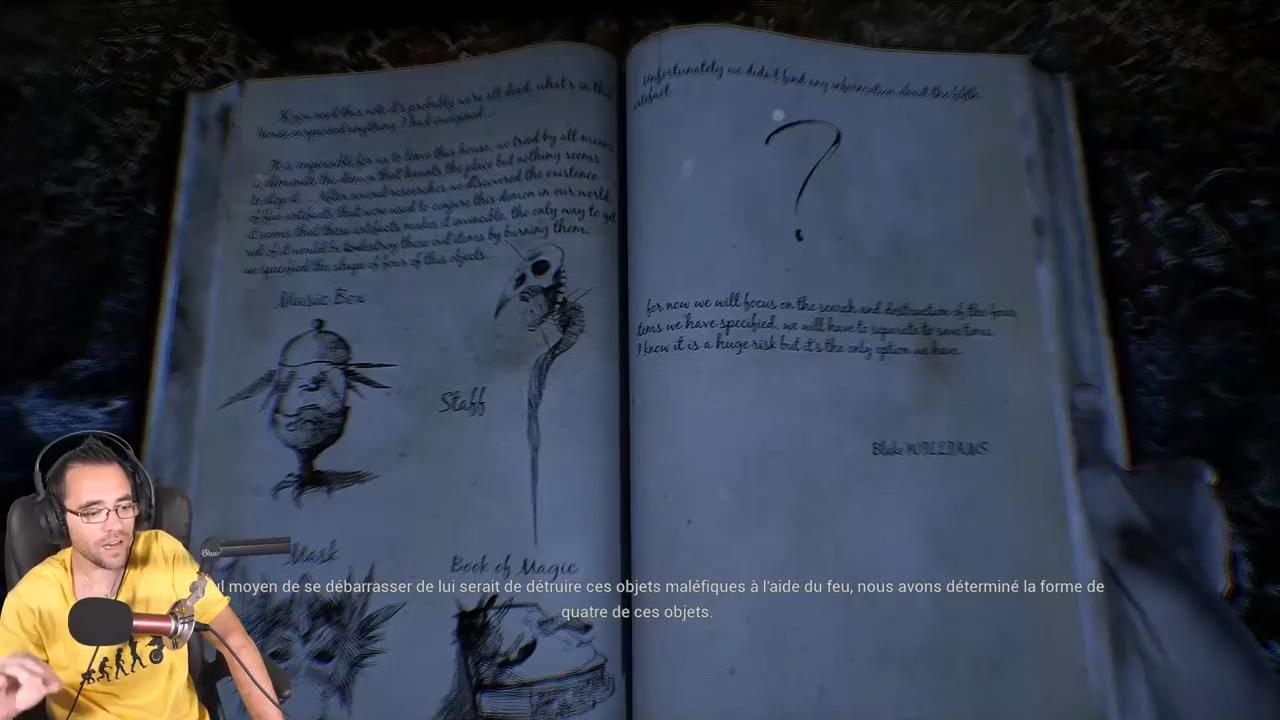 If you read this note it's probably we're all dead, what's in this
house surpassed anything I had imagined...
It is impossible for us to leave this house, we tried by all means
to eliminate the demon that haunts the place but nothing seems
to stop it ... After several researches we discovered the existence
of five artifacts that were used to conjure this demon in our world,
it seems that these artifacts makes it invincible, the only way to get
rid of it would be to destroy these evil items by burning them.
we specified the shape of four of this objects.
Music Box
Staff
Mask
Book of Magic
Unfortunately we didn't find any information about the fifth
artifact.
?
for now we will focus on the search and destruction of the four
items we have specified, we will have to separate to save time,
I know it is a huge risk but it's the only option we have.
Blake WILLIAMS
Blue
moyen de se débarrasser de lui serait de détruire ces objets maléfiques à l'aide du feu, nous avons déterminé la forme de
quatre de ces objets.